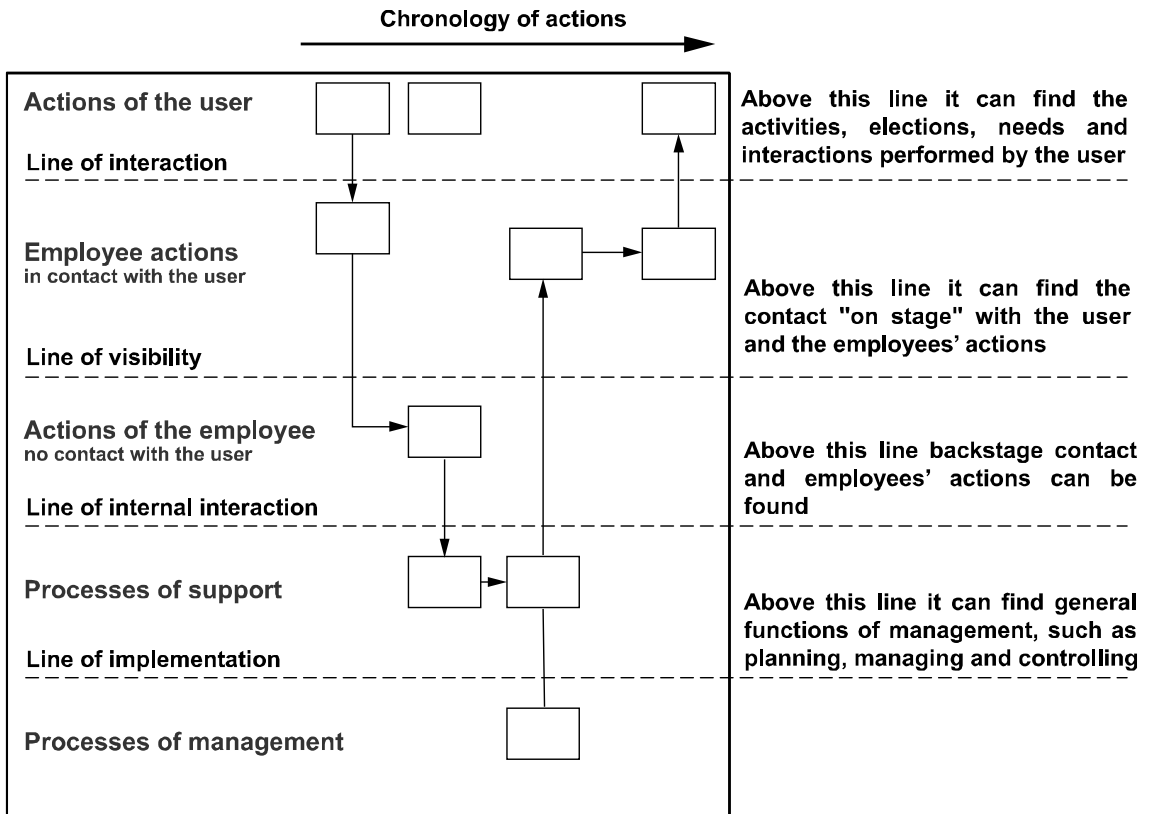 Chronology of actions
Actions of the user
Line of interaction
Above this line it can find the
activities, elections, needs and
interactions performed by the user
Employee actions
in contact with the user
Line of visibility
Above this line it can find the
contact "on stage" with the user
and the employees’ actions
Actions of the employee
no contact with the user
Line of internal interaction
Above this line backstage contact
and employees’ actions can be
found
Processes of support
Line of implementation
Above this line it can find general
functions of management, such as
planning, managing and controlling
Processes of management